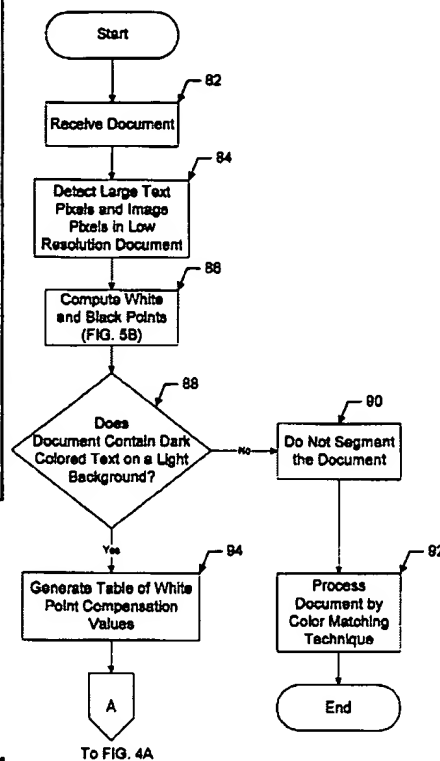 Start
82
Receive Document
84
Detect Large Text
Pixels and Image
Pixels in Low
Resolution Document
86
Compute White
and Black Points
(FIG. 5B)
88
Does
Document Contain Dark
Colored Text on a Light
Background?
No
90
Do Not Segment
the Document
Yes
94
Generate Table of White
Point Compensation
Values
92
Process
Document by
Color Matching
Technique
A
End
To FIG. 4A